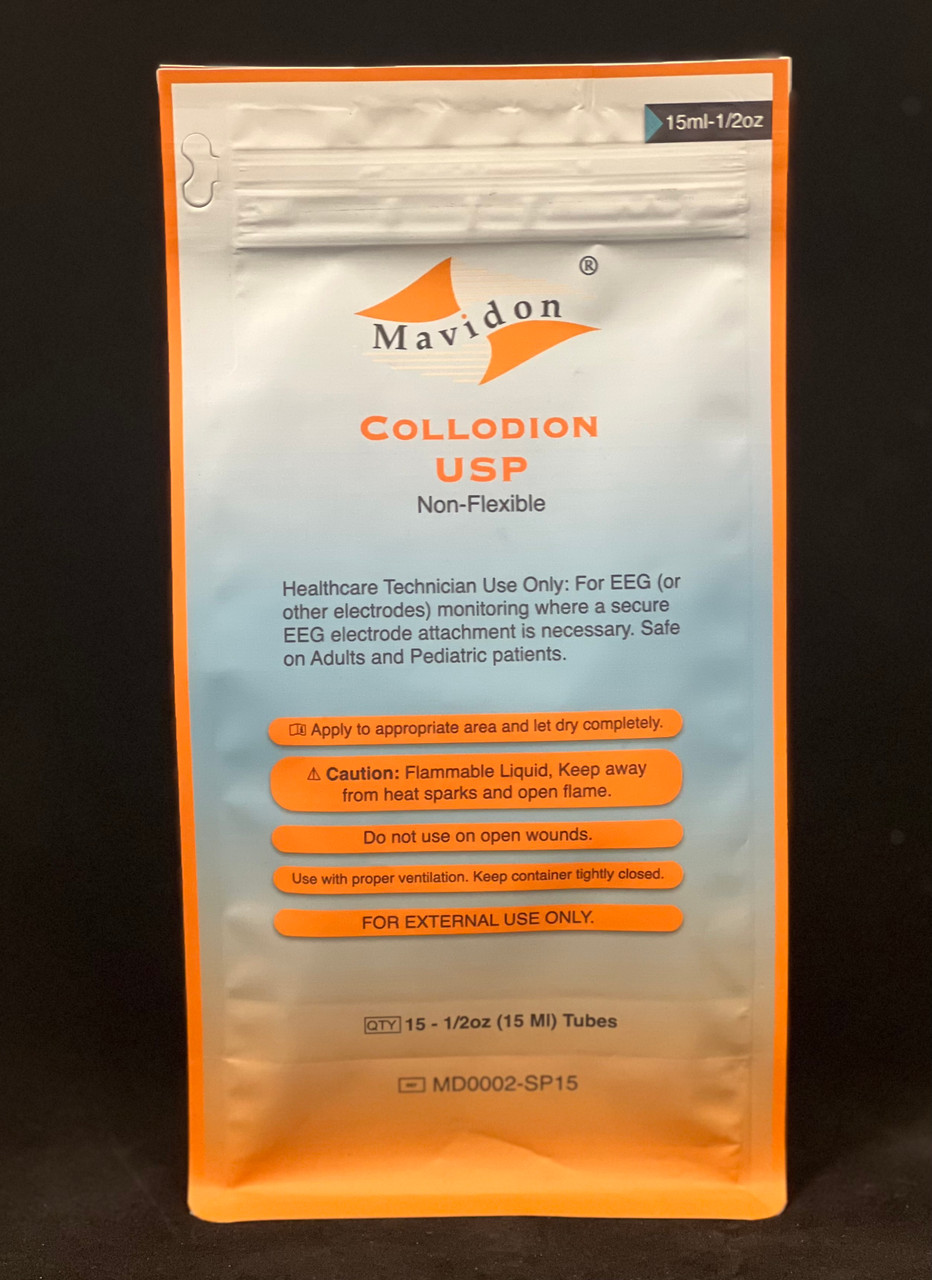 15ml-1/2oz
®
Mavidon
COLLODION
USP
Non-Flexible
Healthcare Technician Use Only: For EEG (or
other electrodes) monitoring where a secure
EEG electrode attachment is necessary. Safe
on Adults and Pediatric patients.
Apply to appropriate area and let dry completely.
⚠ Caution: Flammable Liquid, Keep away
from heat sparks and open flame.
Do not use on open wounds.
Use with proper ventilation. Keep container tightly closed.
FOR EXTERNAL USE ONLY.
QTY 15 - 1/2oz (15 Ml) Tubes
MD0002-SP15